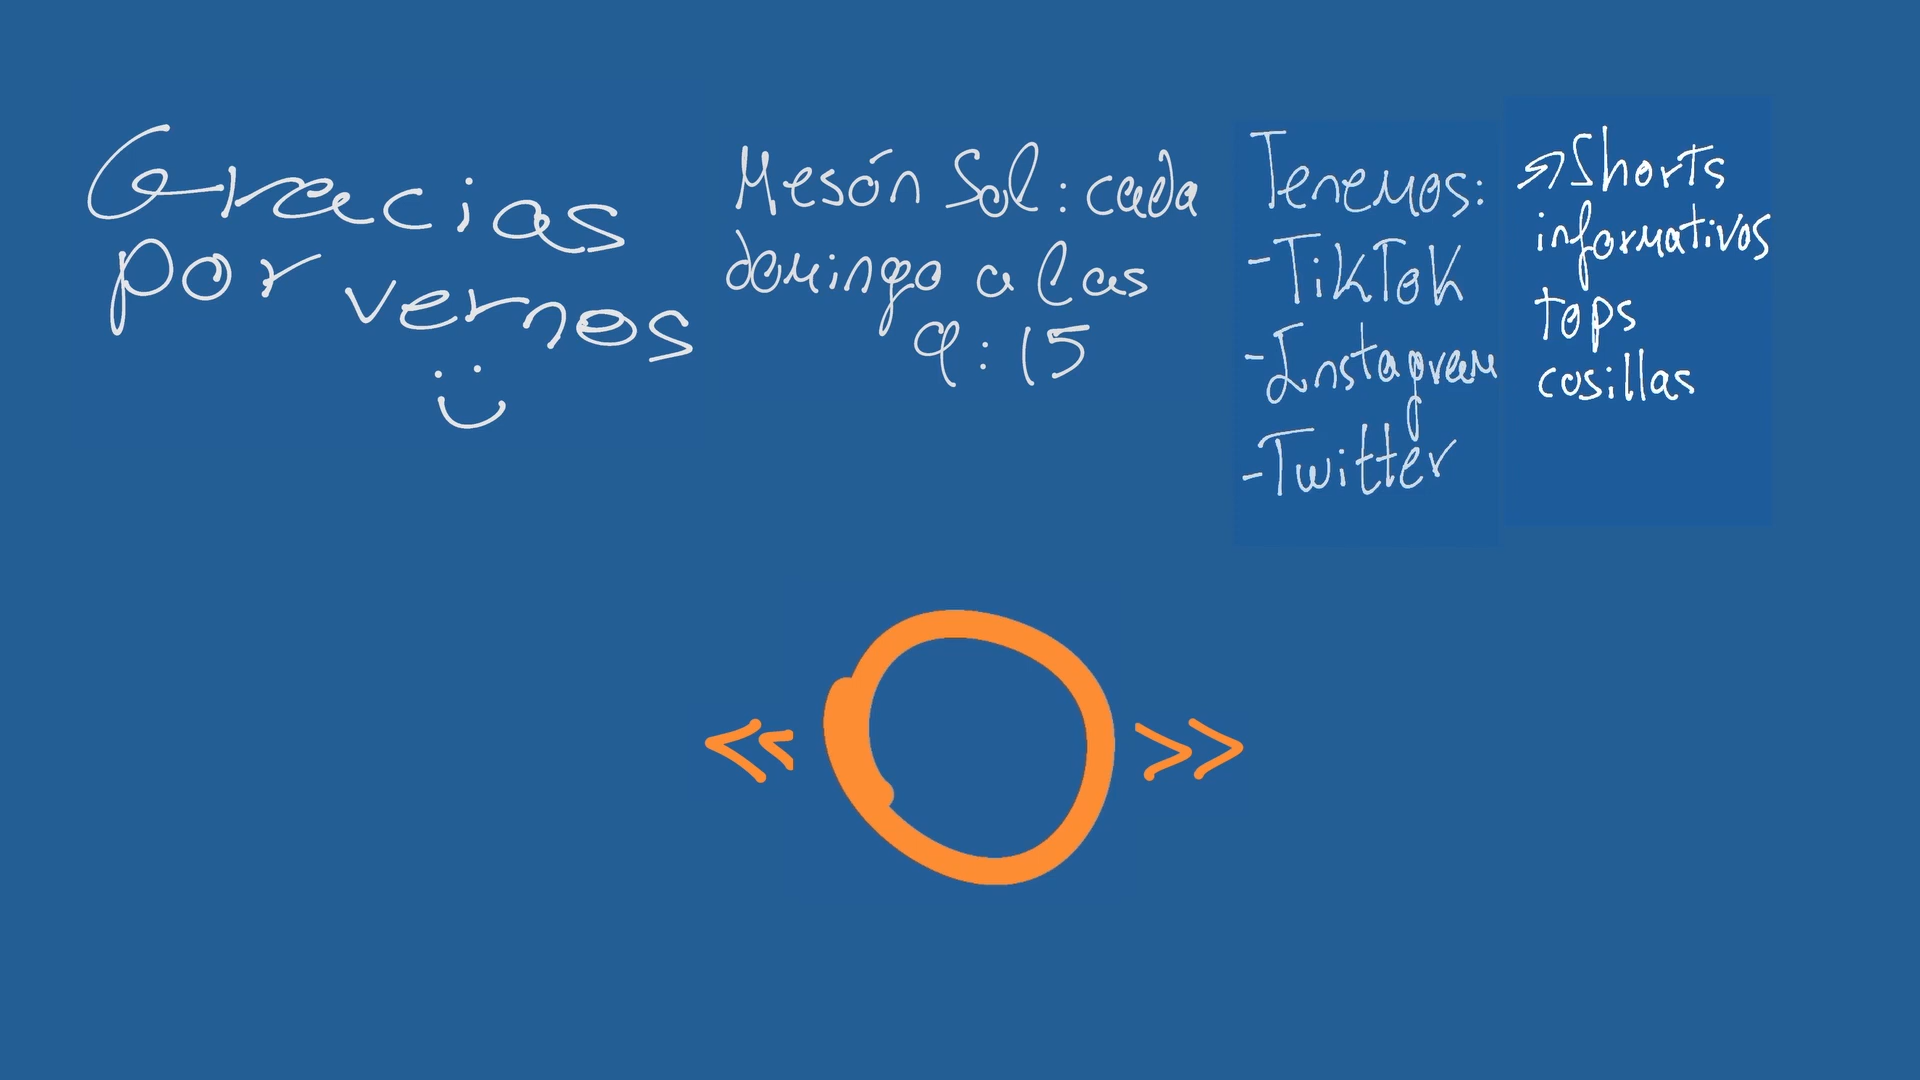 Gracias
por vernos
:)
Mesón Sol: cada
domingo a las
9:15
Tenemos:
-TikTok
-Instagram
-Twitter
→Shorts
informativos
tops
cosillas
<< >>